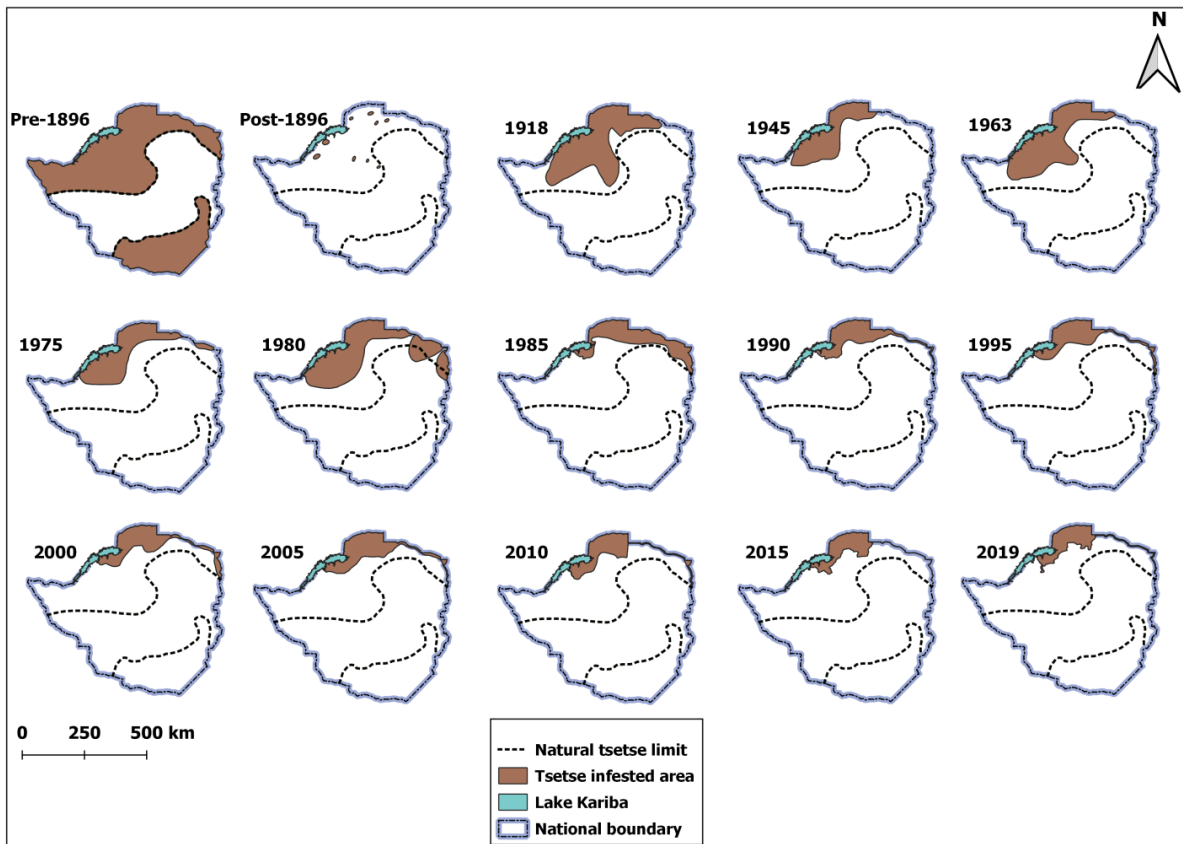 N
Pre-1896
Post-1896
1918
1945
1963
1975
1980
1985
1990
1995
2000
2005
2010
2015
2019
0 250 500 km
Natural tsetse limit
Tsetse infested area
Lake Kariba
National boundary